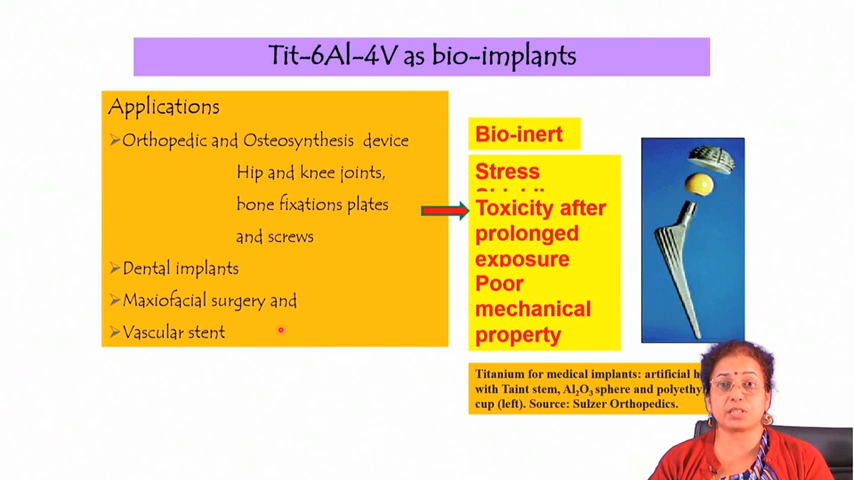 Tit-6Al-4V as bio-implants
Applications
Orthopedic and Osteosynthesis device
Hip and knee joints,
bone fixations plates
and screws
Dental implants
Maxiofacial surgery and
Vascular stent
Bio-inert
Stress
Toxicity after
prolonged
exposure
Poor
mechanical
property
Titanium for medical implants: artificial
with Taint stem, Al₂O₃ sphere and
cup (left). Source: Sulzer Orthopedics.